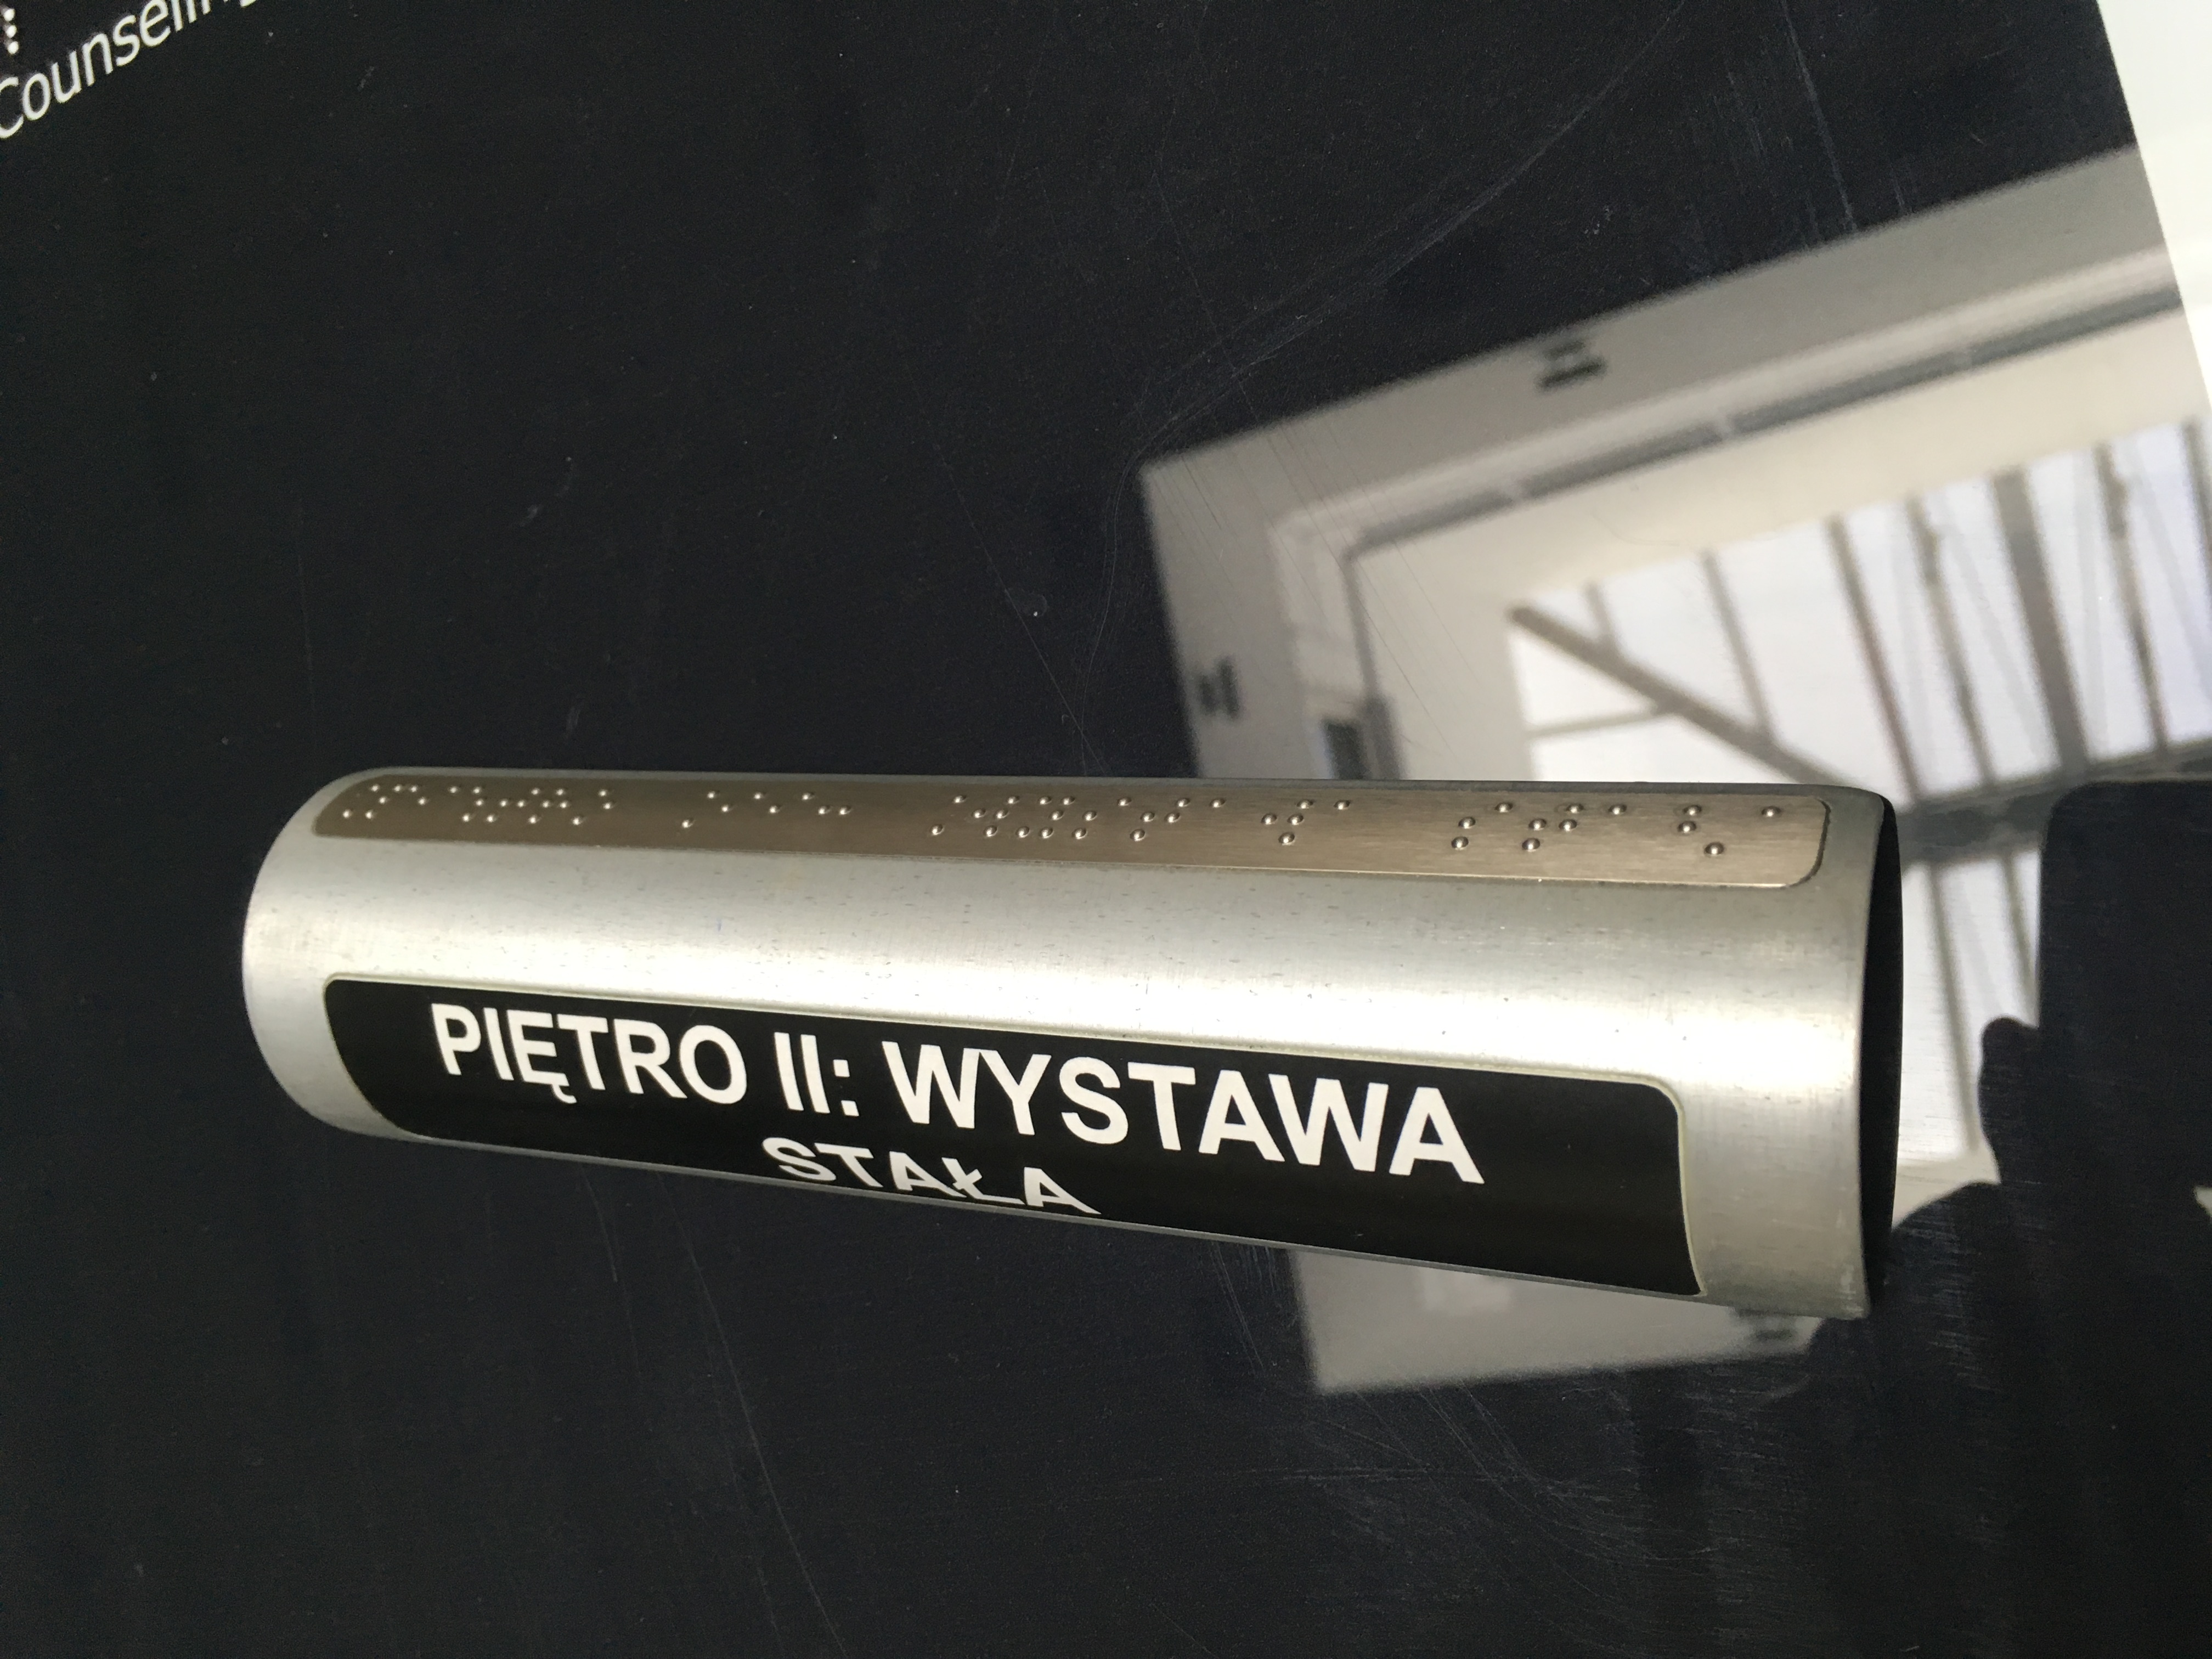 Counselling
PIĘTRO II: WYSTAWA
STAŁA